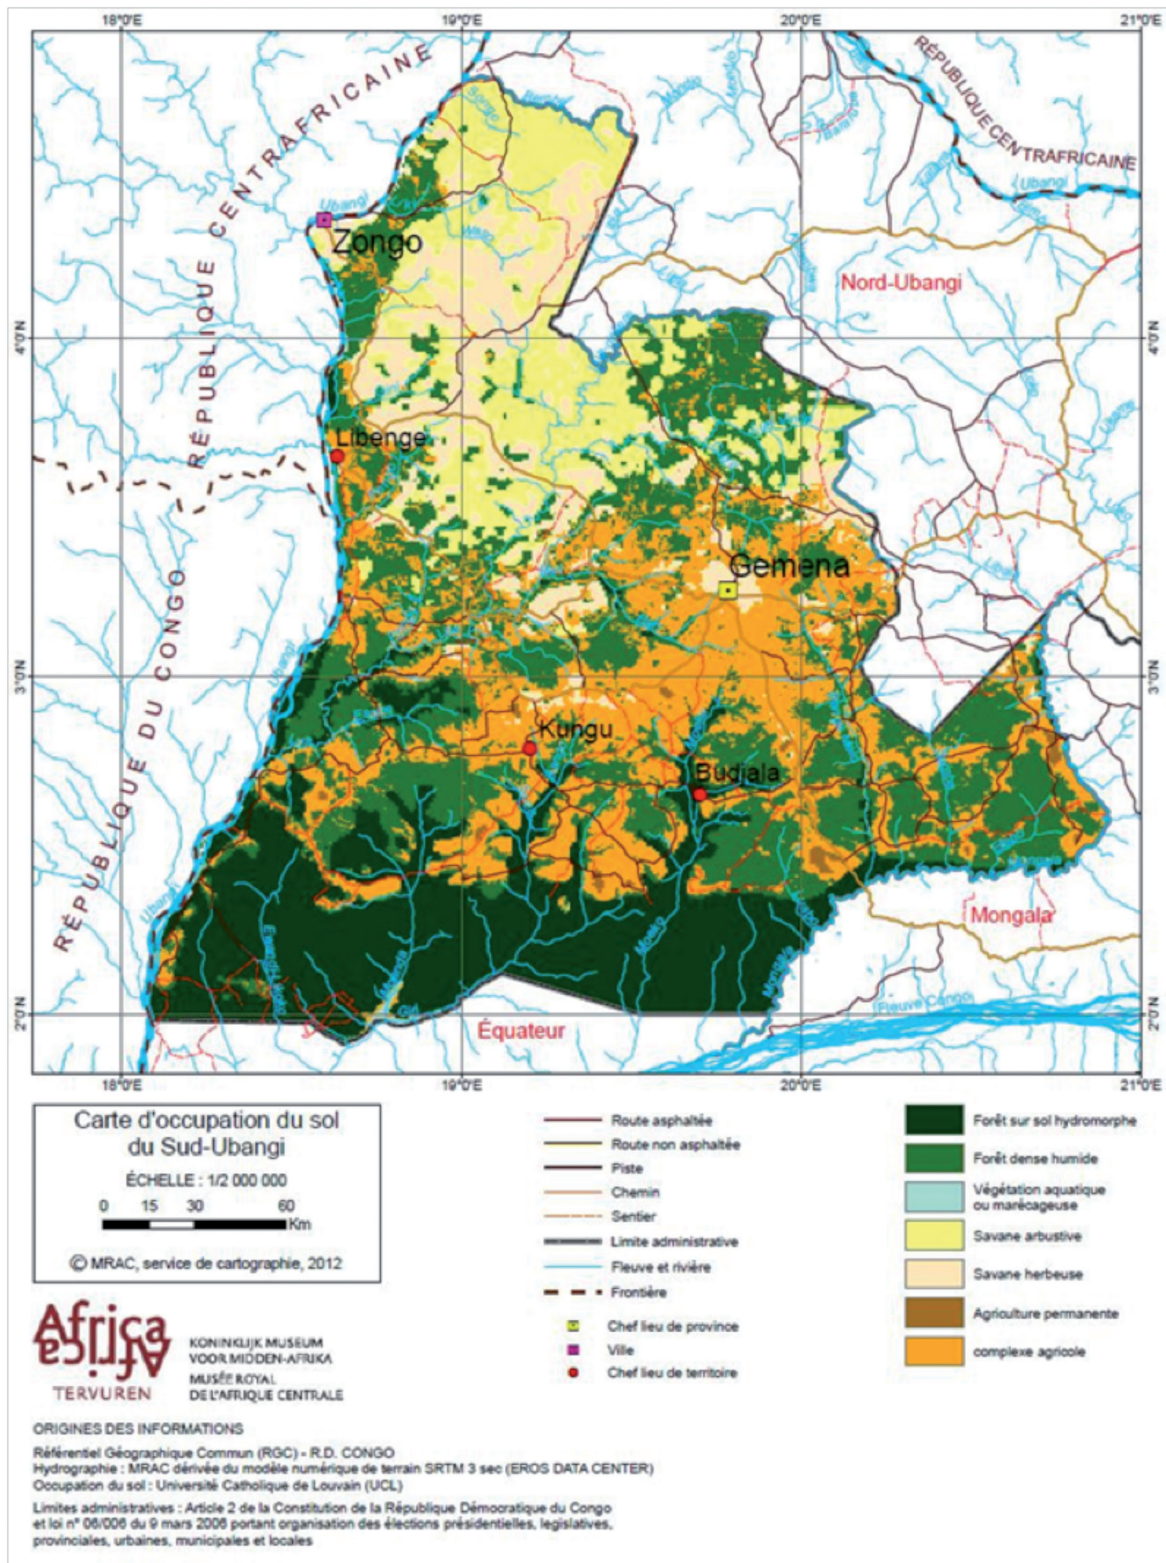 18°0'E 19°0'E 20°0'E 21°0'E
RÉPUBLIQUE CENTRAFRICAINE
RÉPUBLIQUE CENTRAFRICAINE
Ubangi
Ubangi
Zongo
Nord-Ubangi
4°0'N 4°0'N
Libenge
Gemena
Ubangi
3°0'N 3°0'N
RÉPUBLIQUE DU CONGO
Kungu
Budjala
Ubangi
Mongala
Mongala
Fleuve Congo
2°0'N 2°0'N
Équateur
18°0'E 19°0'E 20°0'E 21°0'E
Carte d'occupation du sol
du Sud-Ubangi
ÉCHELLE : 1/2 000 000
0 15 30 60
Km
© MRAC, service de cartographie, 2012
Route asphaltée
Route non asphaltée
Piste
Chemin
Sentier
Limite administrative
Fleuve et rivière
Frontière
Chef lieu de province
Ville
Chef lieu de territoire
Forêt sur sol hydromorphe
Forêt dense humide
Végétation aquatique
ou marécageuse
Savane arbustive
Savane herbeuse
Agriculture permanente
complexe agricole
Africa
TERVUREN
KONINKLIJK MUSEUM
VOOR MIDDEN-AFRIKA
MUSÉE ROYAL
DE L'AFRIQUE CENTRALE
ORIGINES DES INFORMATIONS
Référentiel Géographique Commun (RGC) - R.D. CONGO
Hydrographie : MRAC dérivée du modèle numérique de terrain SRTM 3 sec (EROS DATA CENTER)
Occupation du sol : Université Catholique de Louvain (UCL)
Limites administratives : Article 2 de la Constitution de la République Démocratique du Congo
et loi n° 06/006 du 9 mars 2006 portant organisation des élections présidentielles, legislatives,
provinciales, urbaines, municipales et locales